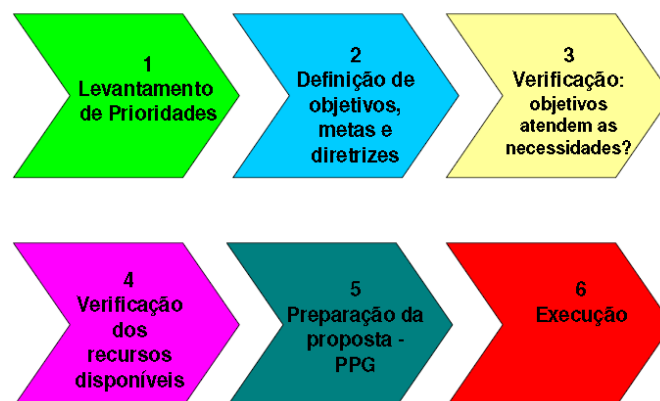 1
Levantamento
de Prioridades
2
Definição de
objetivos,
metas e
diretrizes
3
Verificação:
objetivos
atendem as
necessidades?
4
Verificação
dos
recursos
disponíveis
5
Preparação da
proposta -
PPG
6
Execução